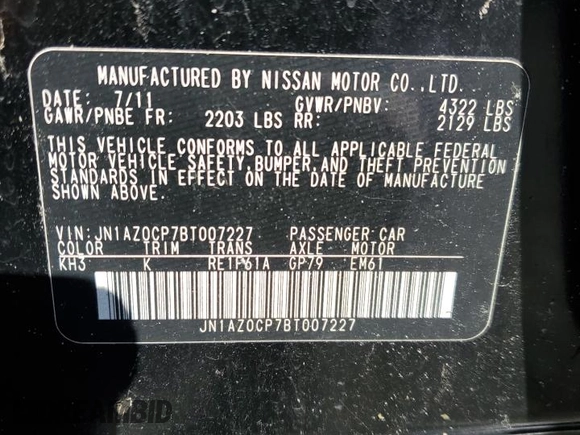 MANUFACTURED BY NISSAN MOTOR CO.,LTD.
DATE: 7/11 GVWR/PNBV: 4322 LBS
GAWR/PNBE FR: 2203 LBS RR: 2129 LBS
THIS VEHICLE CONFORMS TO ALL APPLICABLE FEDERAL
MOTOR VEHICLE SAFETY,BUMPER,AND THEFT PREVENTION
STANDARDS IN EFFECT ON THE DATE OF MANUFACTURE
SHOWN ABOVE.
VIN: JN1AZ0CP7BT007227 PASSENGER CAR
COLOR TRIM TRANS AXLE MOTOR
KH3 K RE1P61A GP79 EM61
JN1AZ0CP7BT007227